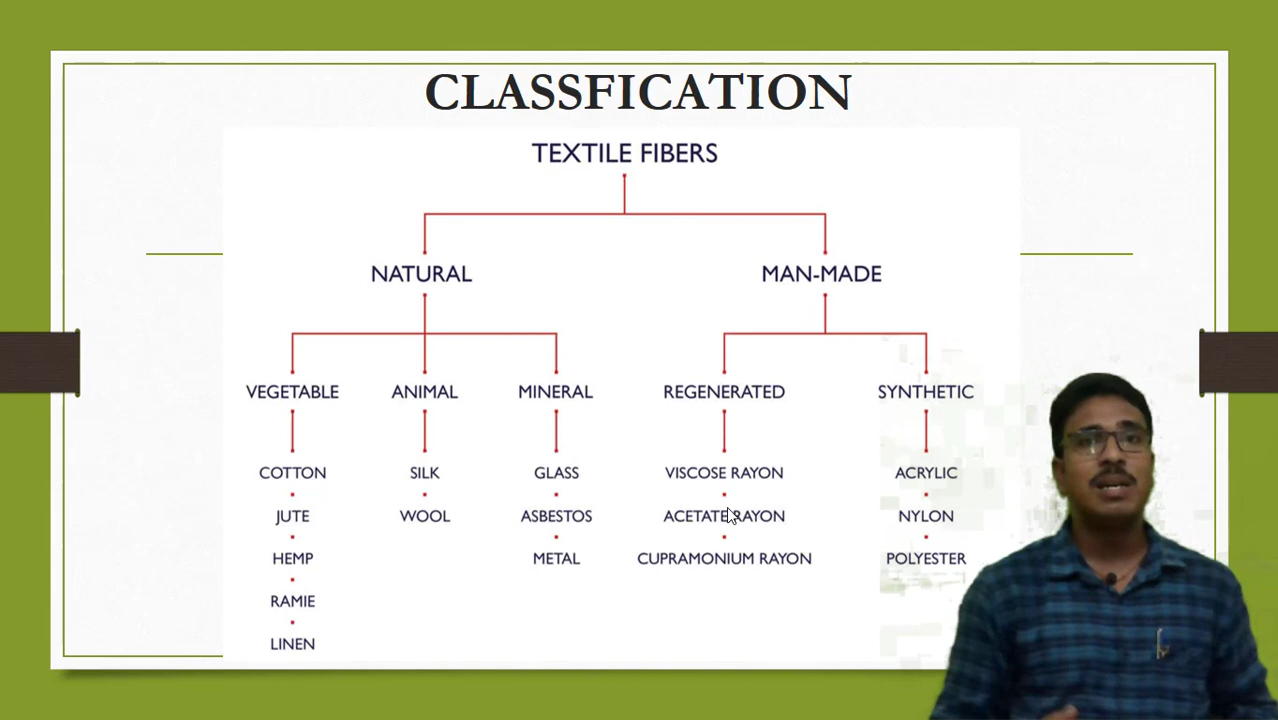 CLASSFICATION
TEXTILE FIBERS
NATURAL MAN-MADE
VEGETABLE ANIMAL MINERAL REGENERATED SYNTHETIC
COTTON SILK GLASS VISCOSE RAYON ACRYLIC
JUTE WOOL ASBESTOS ACETATE RAYON NYLON
HEMP METAL CUPRAMONIUM RAYON POLYESTER
RAMIE
LINEN